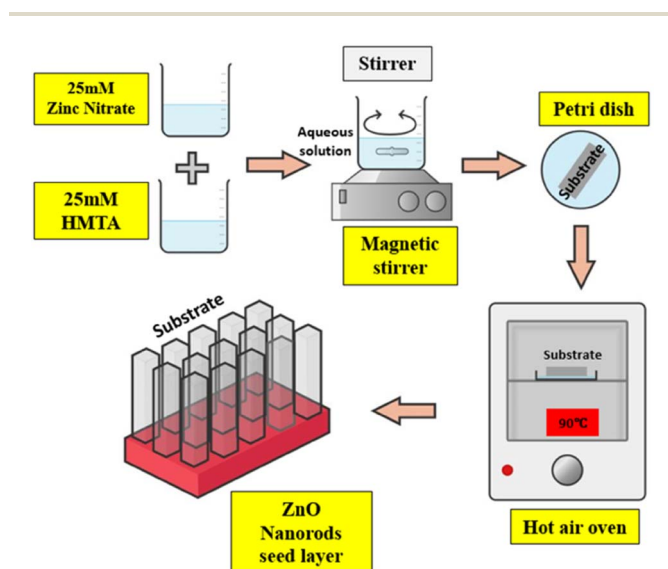 25mM
Zinc Nitrate
25mM
HMTA
Stirrer
Aqueous
solution
Magnetic
stirrer
Petri dish
Substrate
Substrate
90℃
Hot air oven
Substrate
ZnO
Nanorods
seed layer